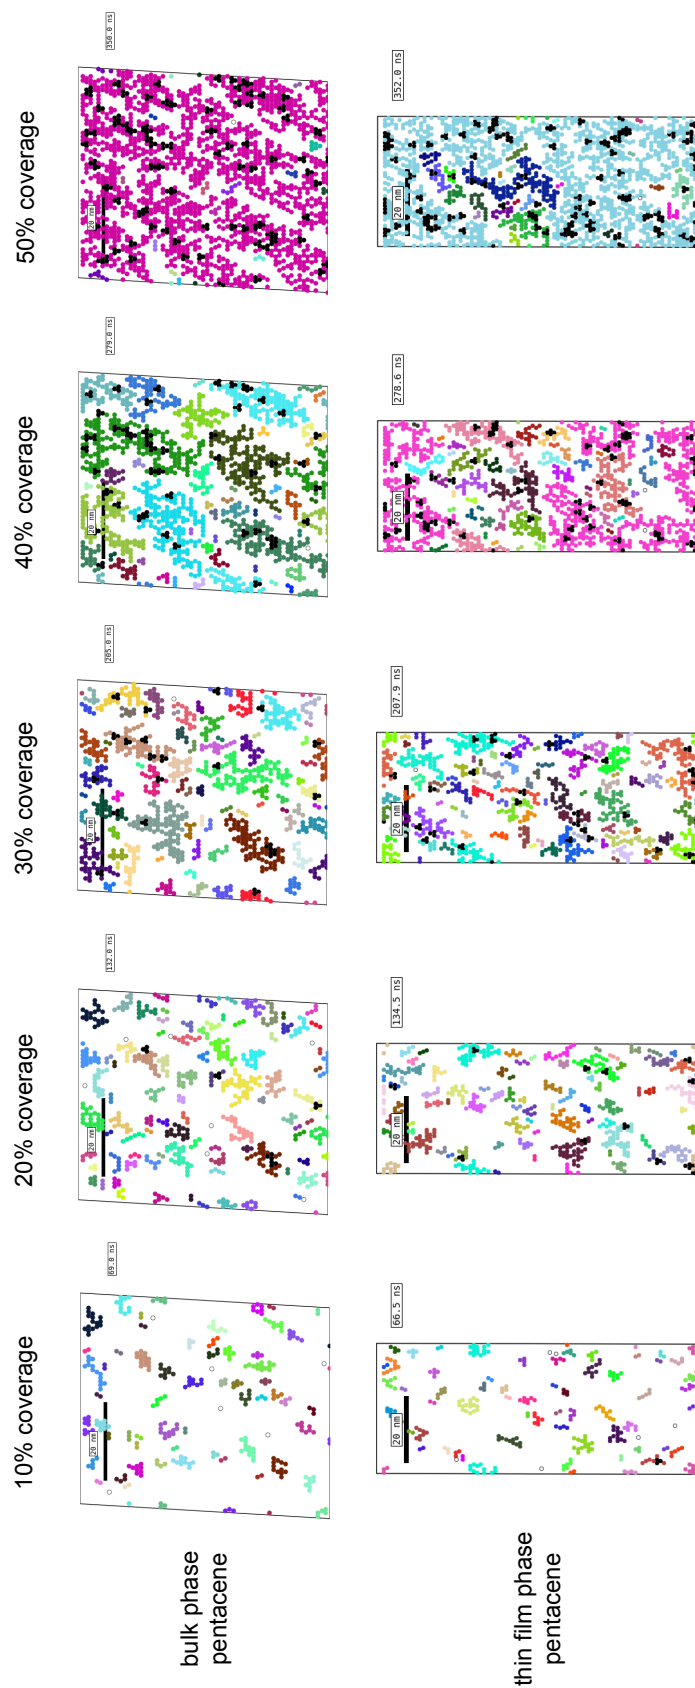 10% coverage
20% coverage
30% coverage
40% coverage
50% coverage
bulk phase
pentacene
69.0 ns
20 nm
132.0 ns
20 nm
205.0 ns
20 nm
279.0 ns
20 nm
350.0 ns
20 nm
thin film phase
pentacene
66.5 ns
20 nm
134.5 ns
20 nm
207.9 ns
20 nm
278.6 ns
20 nm
352.0 ns
20 nm